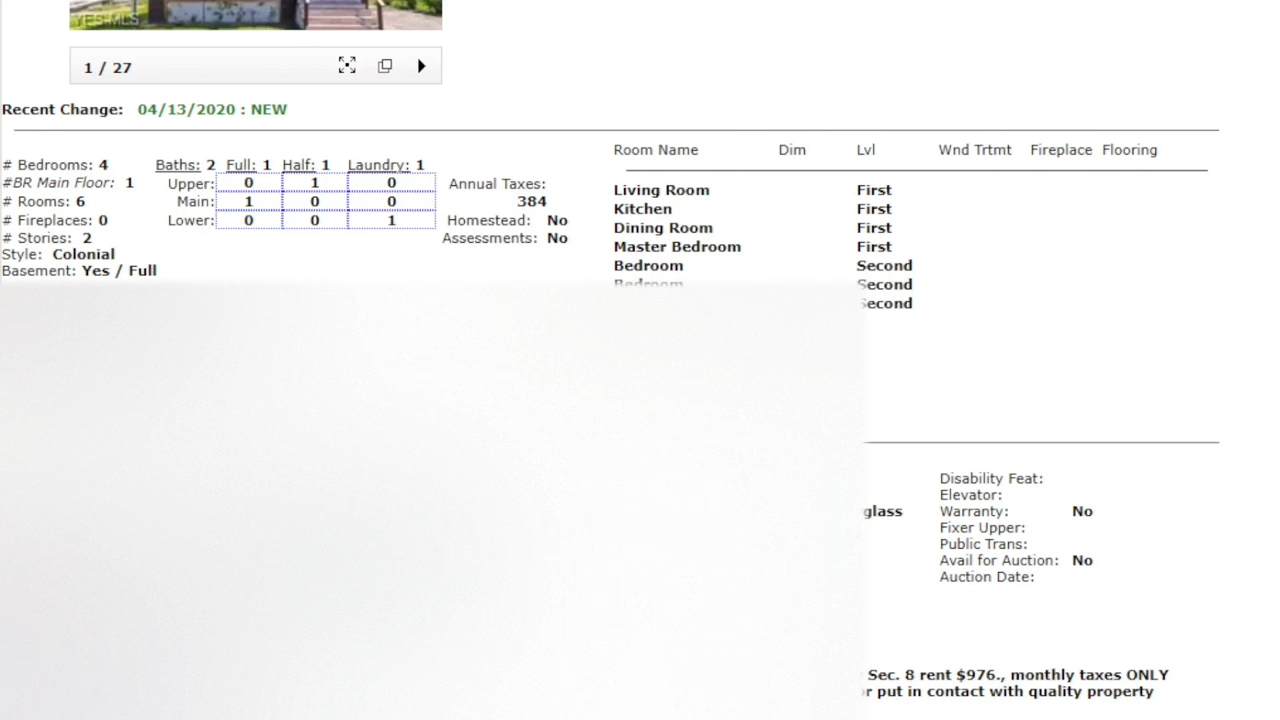 YES-MLS
1 / 27
Recent Change: 04/13/2020 : NEW
# Bedrooms: 4
#BR Main Floor: 1
# Rooms: 6
# Fireplaces: 0
# Stories: 2
Style: Colonial
Basement: Yes / Full
Baths: 2 Full: 1 Half: 1 Laundry: 1
Upper: 0 1 0
Main: 1 0 0
Lower: 0 0 1
Annual Taxes:
384
Homestead: No
Assessments: No
Room Name Dim Lvl Wnd Trtmt Fireplace Flooring
Living Room First
Kitchen First
Dining Room First
Master Bedroom First
Bedroom Second
Bedroom Second
Second
glass
Disability Feat:
Elevator:
Warranty: No
Fixer Upper:
Public Trans:
Avail for Auction: No
Auction Date:
Sec. 8 rent $976., monthly taxes ONLY
put in contact with quality property